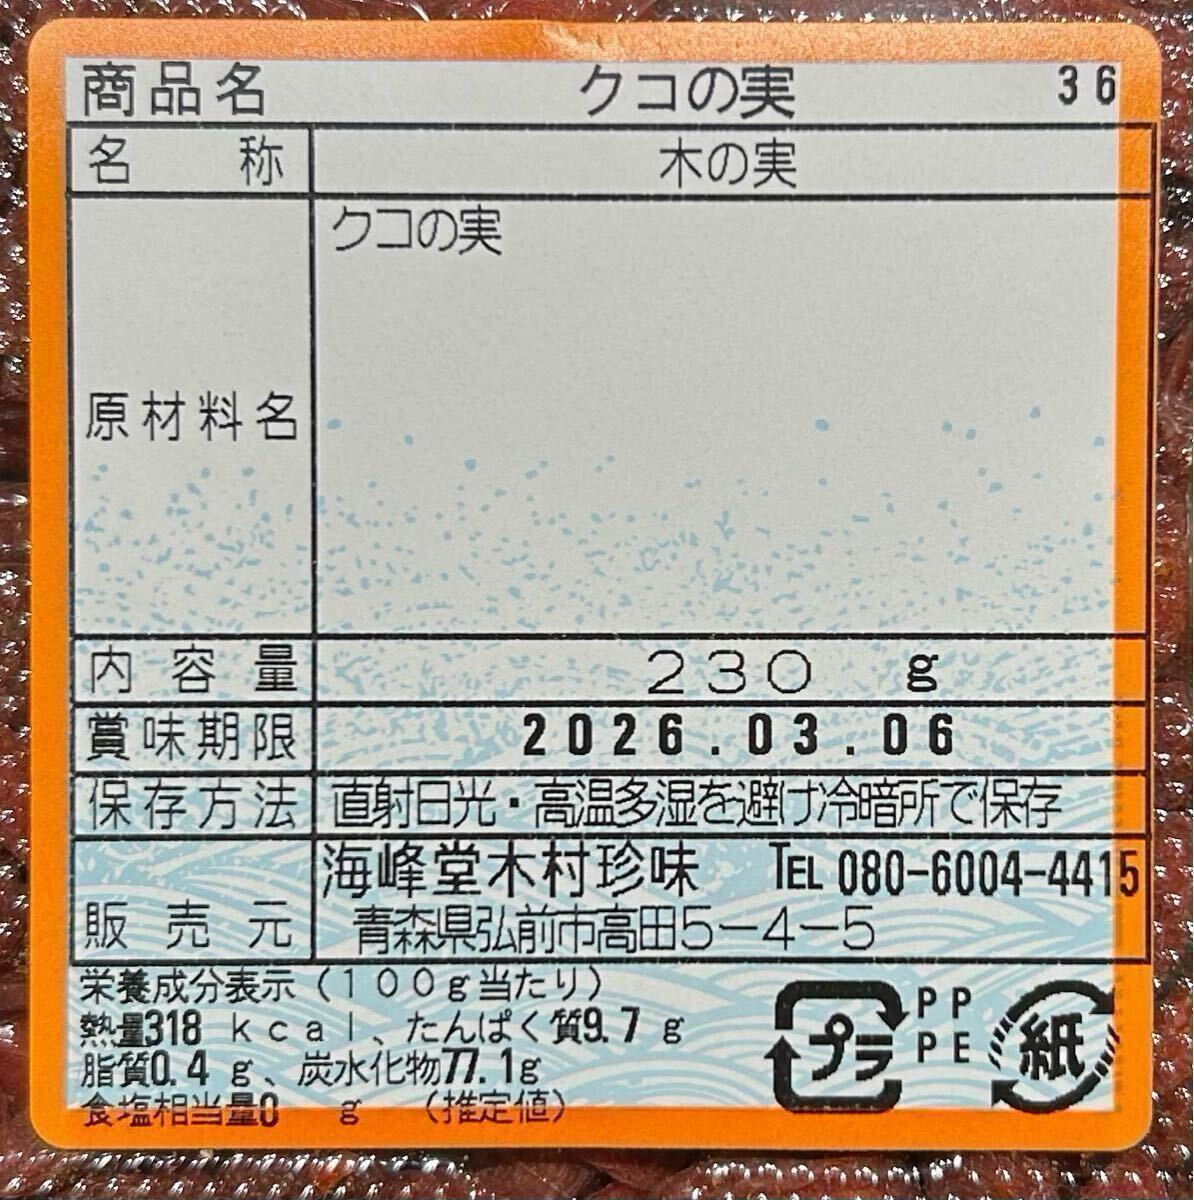 商品名 クコの実 36
名称 木の実
原材料名 クコの実
内容量 230 g
賞味期限 2026.03.06
保存方法 直射日光・高温多湿を避け冷暗所で保存
販売元 海峰堂木村珍味 TEL 080-6004-4415
青森県弘前市高田5-4-5
栄養成分表示(100g当たり)
熱量318 kcal、たんぱく質9.7 g
脂質0.4 g、炭水化物77.1g
食塩相当量0 g (推定値)
プラ PP PE 紙